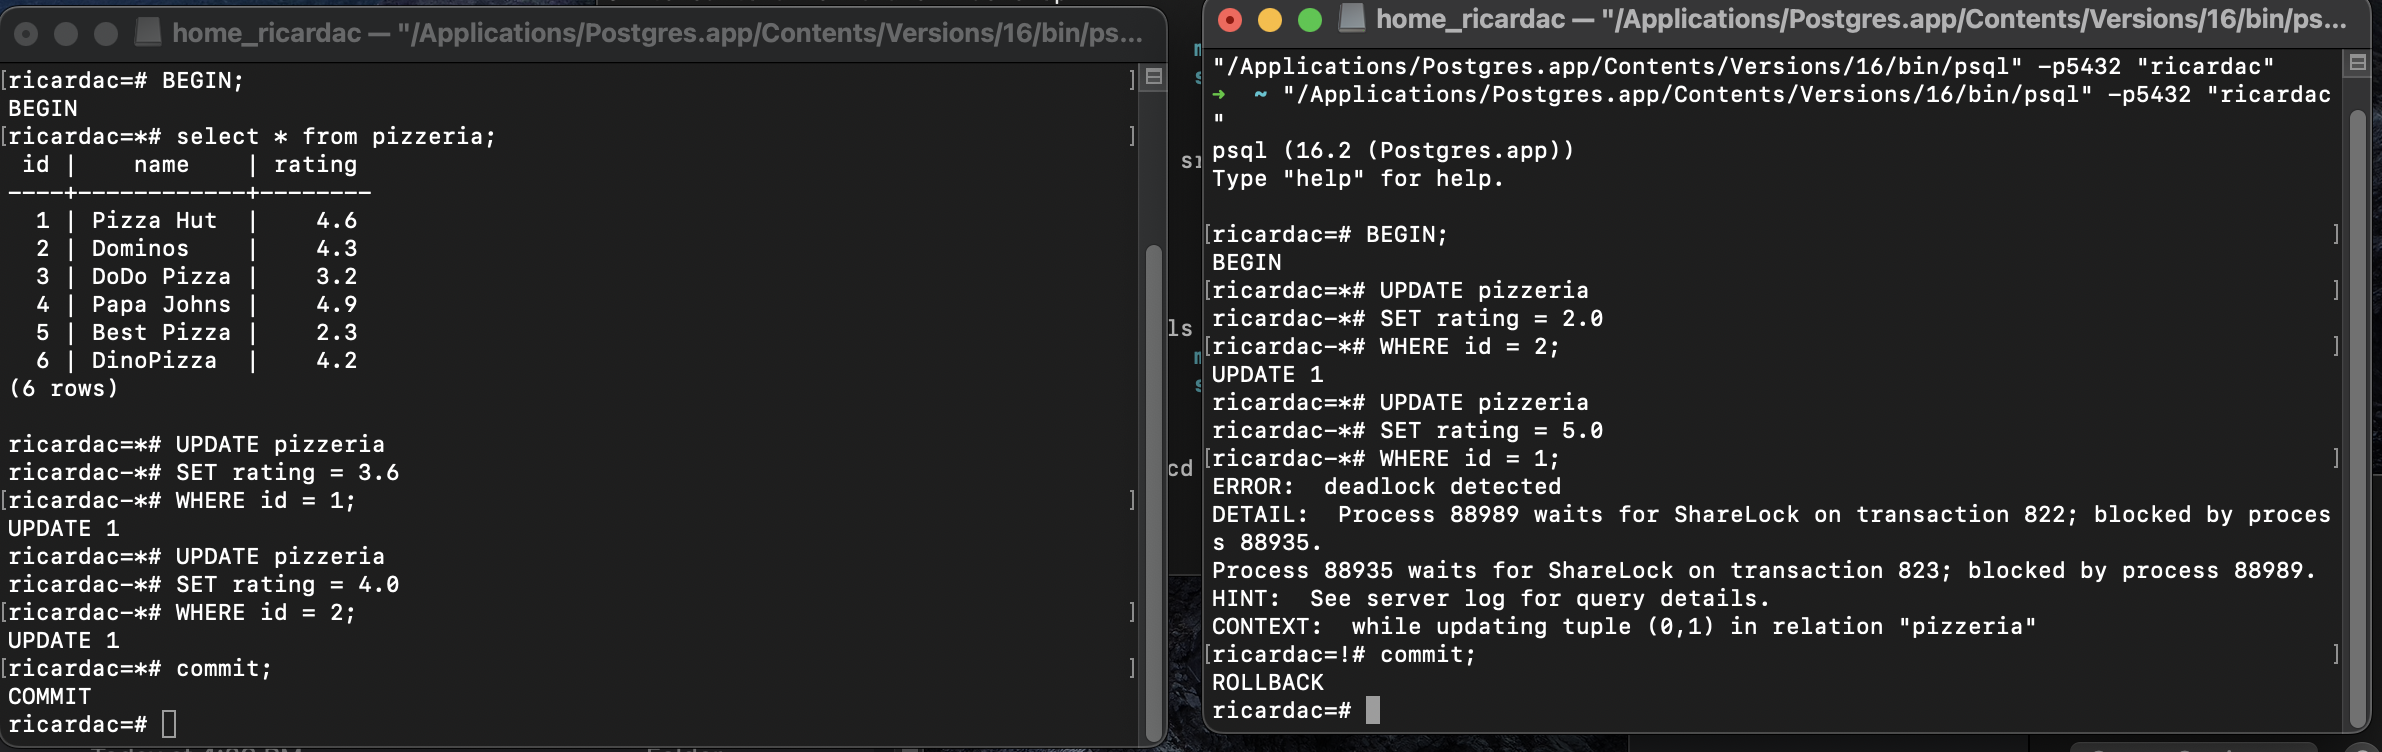 home_ricardac — "/Applications/Postgres.app/Contents/Versions/16/bin/ps...
[ricardac=# BEGIN; ]
BEGIN
[ricardac=*# select * from pizzeria; ]
 id |    name    | rating
----+------------+--------
  1 | Pizza Hut  |    4.6
  2 | Dominos    |    4.3
  3 | DoDo Pizza |    3.2
  4 | Papa Johns |    4.9
  5 | Best Pizza |    2.3
  6 | DinoPizza  |    4.2
(6 rows)
ricardac=*# UPDATE pizzeria
ricardac-*# SET rating = 3.6
[ricardac-*# WHERE id = 1; ]
UPDATE 1
ricardac=*# UPDATE pizzeria
ricardac-*# SET rating = 4.0
[ricardac-*# WHERE id = 2; ]
UPDATE 1
[ricardac=*# commit; ]
COMMIT
ricardac=#
ls
cd
home_ricardac — "/Applications/Postgres.app/Contents/Versions/16/bin/ps...
"/Applications/Postgres.app/Contents/Versions/16/bin/psql" -p5432 "ricardac"
➜  ~ "/Applications/Postgres.app/Contents/Versions/16/bin/psql" -p5432 "ricardac
"
psql (16.2 (Postgres.app))
Type "help" for help.
[ricardac=# BEGIN; ]
BEGIN
[ricardac=*# UPDATE pizzeria ]
ricardac-*# SET rating = 2.0
[ricardac-*# WHERE id = 2; ]
UPDATE 1
ricardac=*# UPDATE pizzeria
ricardac-*# SET rating = 5.0
[ricardac-*# WHERE id = 1; ]
ERROR:  deadlock detected
DETAIL:  Process 88989 waits for ShareLock on transaction 822; blocked by proces
s 88935.
Process 88935 waits for ShareLock on transaction 823; blocked by process 88989.
HINT:  See server log for query details.
CONTEXT:  while updating tuple (0,1) in relation "pizzeria"
[ricardac=!# commit; ]
ROLLBACK
ricardac=#